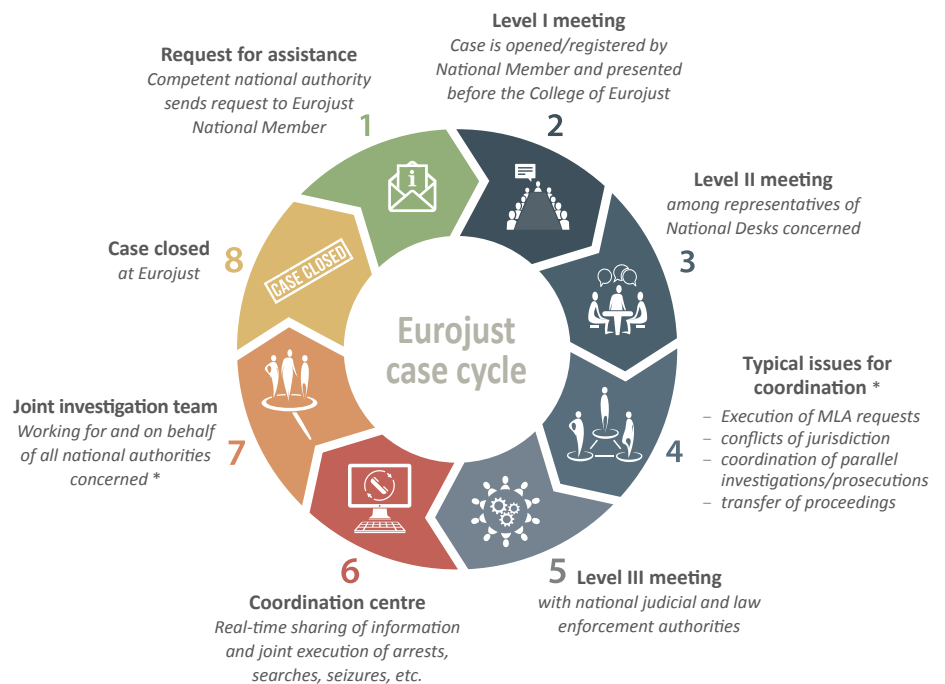 Request for assistance
Competent national authority
sends request to Eurojust
National Member
1
Level I meeting
Case is opened/registered by
National Member and presented
before the College of Eurojust
2
Level II meeting
among representatives of
National Desks concerned
3
Typical issues for
coordination *
– Execution of MLA requests
– conflicts of jurisdiction
– coordination of parallel
investigations/prosecutions
– transfer of proceedings
4
5 Level III meeting
with national judicial and law
enforcement authorities
6
Coordination centre
Real-time sharing of information
and joint execution of arrests,
searches, seizures, etc.
Joint investigation team
Working for and on behalf
of all national authorities
concerned *
7
Case closed
at Eurojust
8
CASE CLOSED
i
Eurojust
case cycle